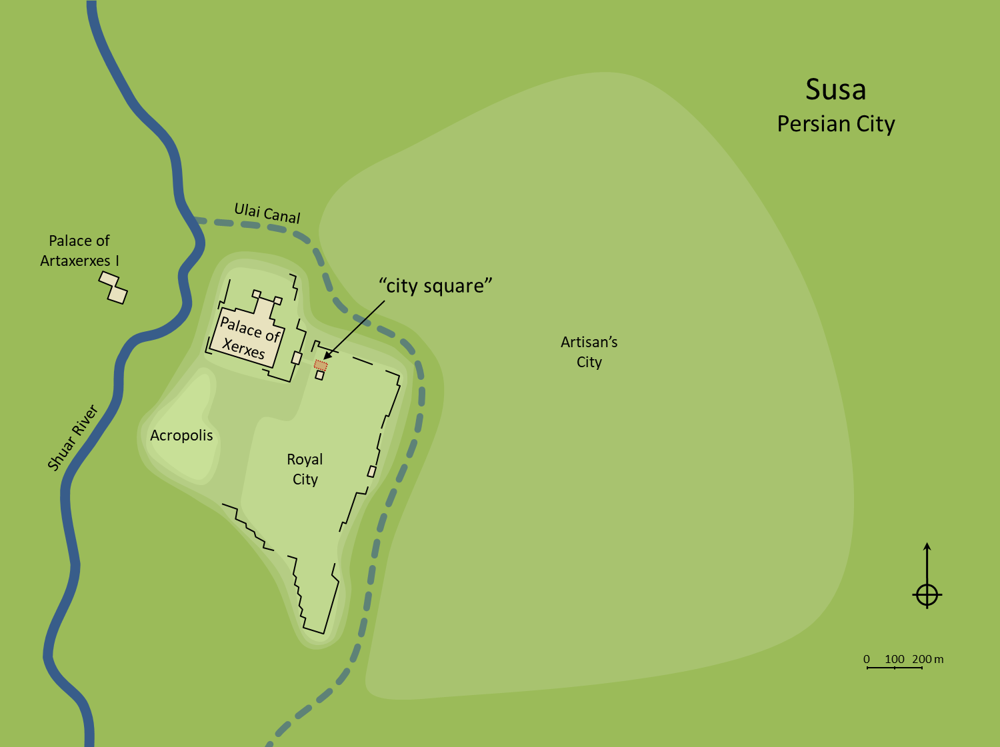 Susa
Persian City
Ulai Canal
Palace of
Artaxerxes I
“city square”
Palace of
Xerxes
Artisan’s
City
Shuar River
Acropolis
Royal
City
0 100 200 m